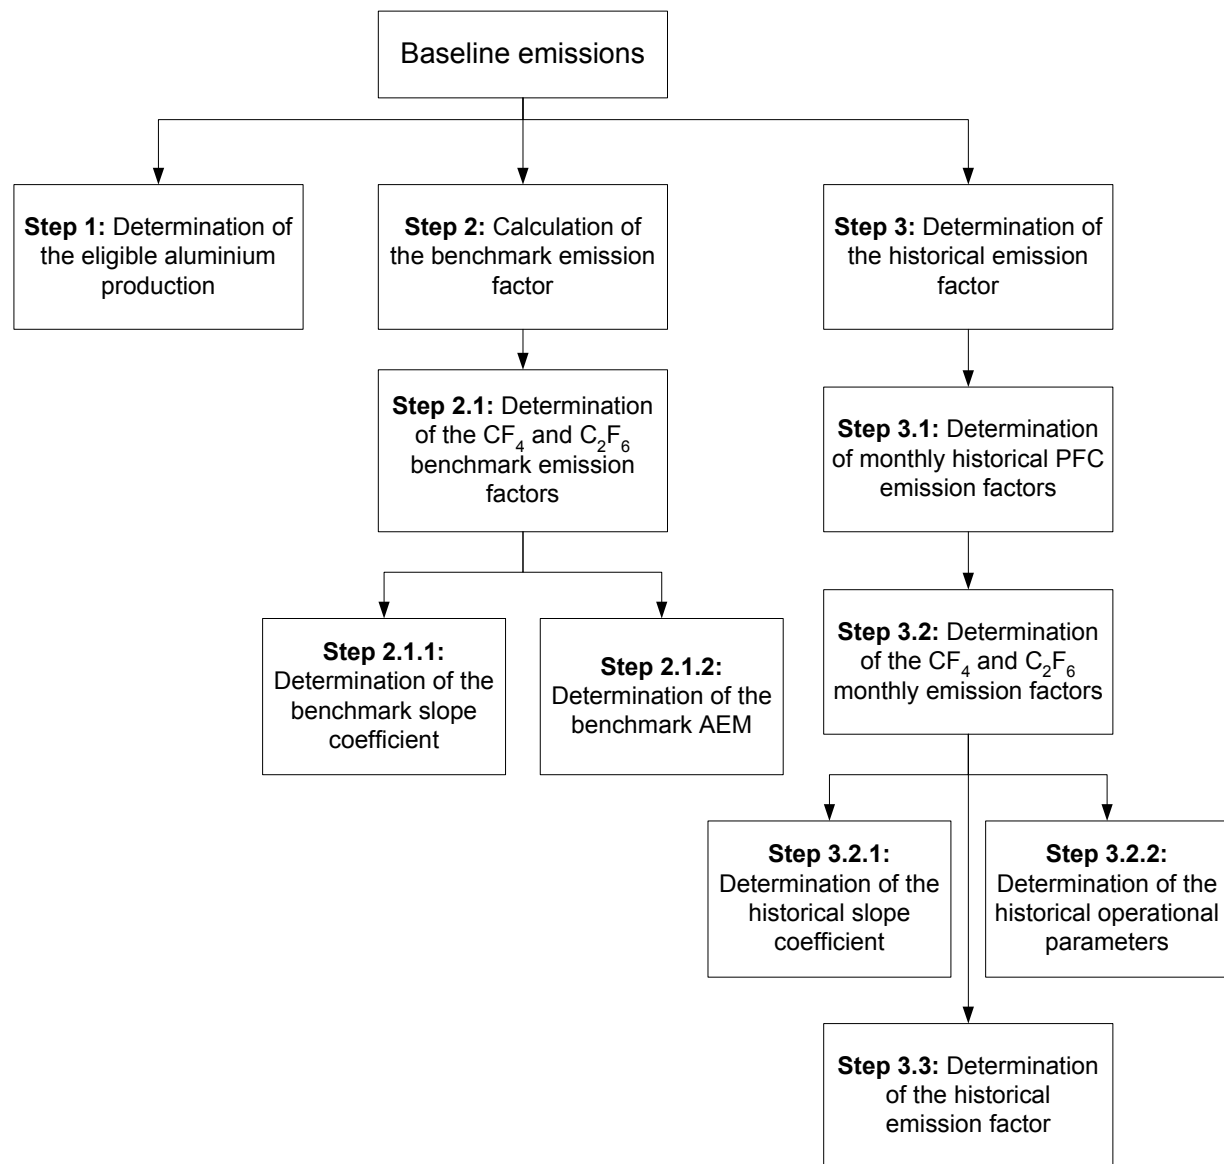 Baseline emissions
Step 1: Determination of
the eligible aluminium
production
Step 2: Calculation of
the benchmark emission
factor
Step 3: Determination of
the historical emission
factor
Step 2.1: Determination
of the CF4 and C2F6
benchmark emission
factors
Step 3.1: Determination
of monthly historical PFC
emission factors
Step 2.1.1:
Determination of the
benchmark slope
coefficient
Step 2.1.2:
Determination of the
benchmark AEM
Step 3.2: Determination
of the CF4 and C2F6
monthly emission factors
Step 3.2.1:
Determination of the
historical slope
coefficient
Step 3.2.2:
Determination of the
historical operational
parameters
Step 3.3: Determination
of the historical
emission factor